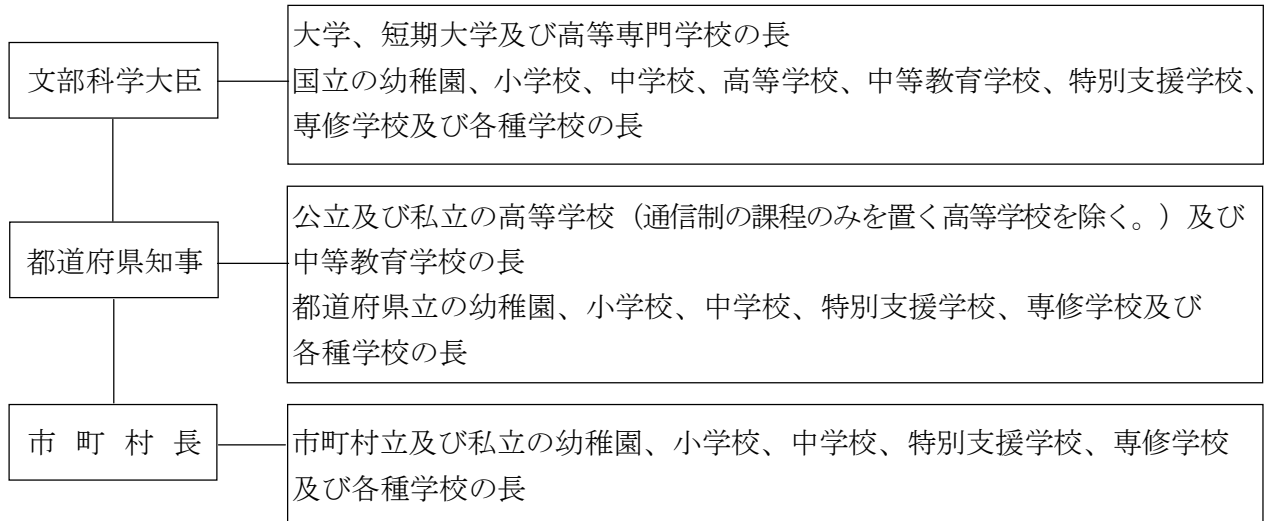 文部科学大臣
大学、短期大学及び高等専門学校の長
国立の幼稚園、小学校、中学校、高等学校、中等教育学校、特別支援学校、
専修学校及び各種学校の長
都道府県知事
公立及び私立の高等学校（通信制の課程のみを置く高等学校を除く。）及び
中等教育学校の長
都道府県立の幼稚園、小学校、中学校、特別支援学校、専修学校及び
各種学校の長
市町村長
市町村立及び私立の幼稚園、小学校、中学校、特別支援学校、専修学校
及び各種学校の長